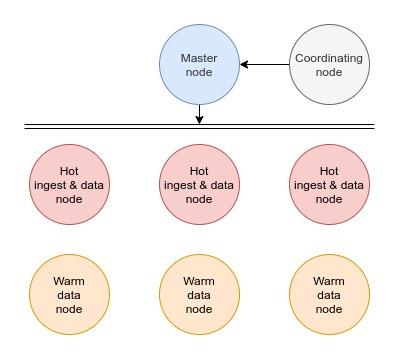 Master
node
Coordinating
node
Hot
ingest & data
node
Hot
ingest & data
node
Hot
ingest & data
node
Warm
data
node
Warm
data
node
Warm
data
node